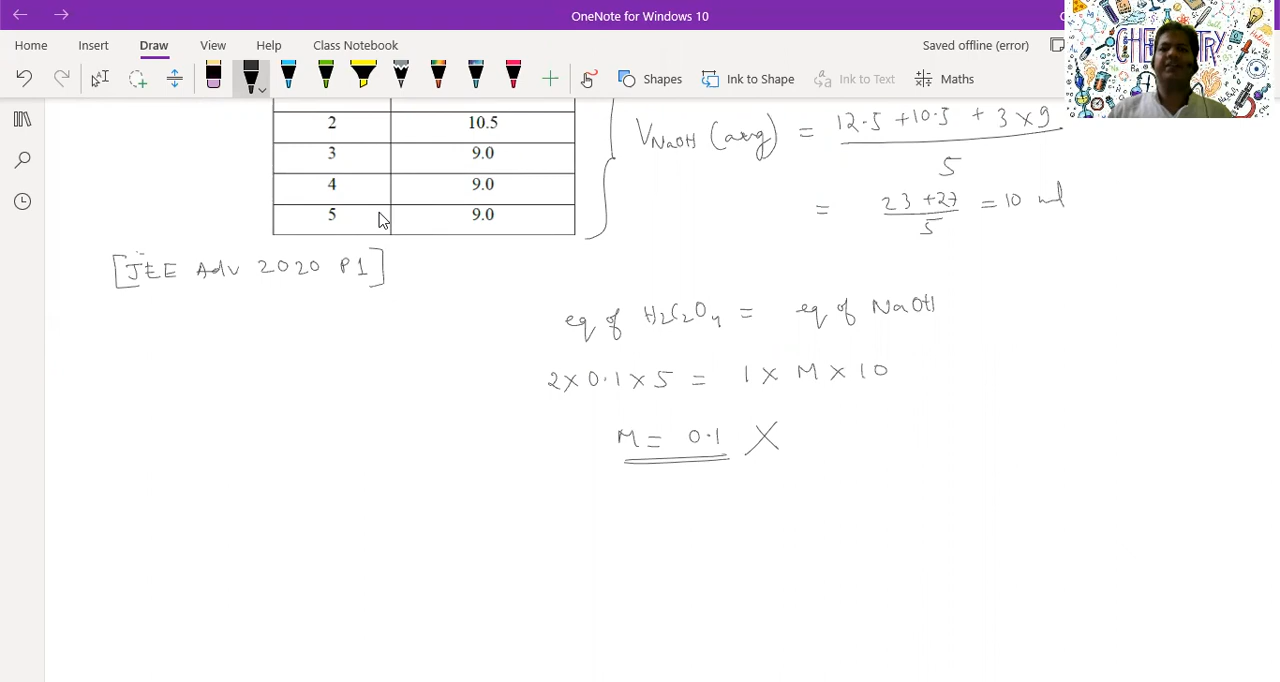 OneNote for Windows 10
Home Insert Draw View Help Class Notebook Saved offline (error)
Shapes Ink to Shape Ink to Text Maths
2 10.5
3 9.0
4 9.0
5 9.0
V NaOH (avg) = 12.5 + 10.5 + 3 × 9
5
= 23 + 27 = 10 ml
5
[JEE Adv 2020 P1]
eq of H2C2O4 = eq of NaOH
2 × 0.1 × 5 = 1 × M × 10
M = 0.1 X
CHEMISTRY